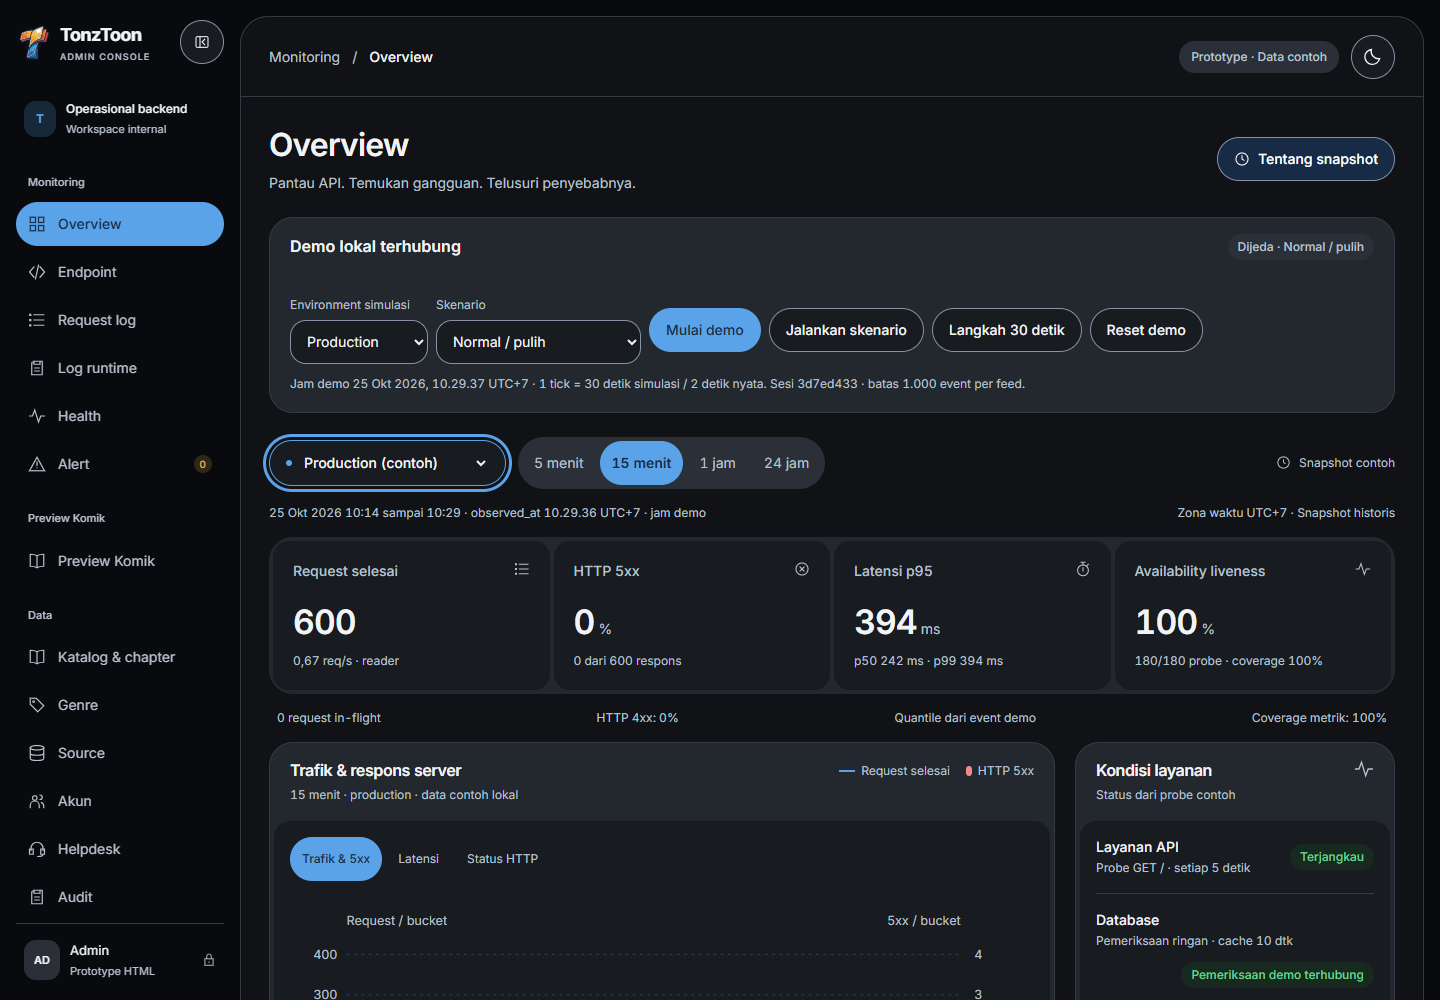 TonzToon
ADMIN CONSOLE
T
Operasional backend
Workspace internal
Monitoring
Overview
Endpoint
Request log
Log runtime
Health
Alert
0
Preview Komik
Preview Komik
Data
Katalog & chapter
Genre
Source
Akun
Helpdesk
Audit
AD
Admin
Prototype HTML
Monitoring / Overview
Prototype · Data contoh
Overview
Pantau API. Temukan gangguan. Telusuri penyebabnya.
Tentang snapshot
Demo lokal terhubung
Dijeda · Normal / pulih
Environment simulasi
Skenario
Production
Normal / pulih
Mulai demo
Jalankan skenario
Langkah 30 detik
Reset demo
Jam demo 25 Okt 2026, 10.29.37 UTC+7 · 1 tick = 30 detik simulasi / 2 detik nyata. Sesi 3d7ed433 · batas 1.000 event per feed.
Production (contoh)
5 menit
15 menit
1 jam
24 jam
Snapshot contoh
25 Okt 2026 10:14 sampai 10:29 · observed_at 10.29.36 UTC+7 · jam demo
Zona waktu UTC+7 · Snapshot historis
Request selesai
600
0,67 req/s · reader
HTTP 5xx
0 %
0 dari 600 respons
Latensi p95
394 ms
p50 242 ms · p99 394 ms
Availability liveness
100 %
180/180 probe · coverage 100%
0 request in-flight
HTTP 4xx: 0%
Quantile dari event demo
Coverage metrik: 100%
Trafik & respons server
15 menit · production · data contoh lokal
Request selesai
HTTP 5xx
Trafik & 5xx
Latensi
Status HTTP
Request / bucket
5xx / bucket
400
4
300
3
Kondisi layanan
Status dari probe contoh
Layanan API
Probe GET / · setiap 5 detik
Terjangkau
Database
Pemeriksaan ringan · cache 10 dtk
Pemeriksaan demo terhubung